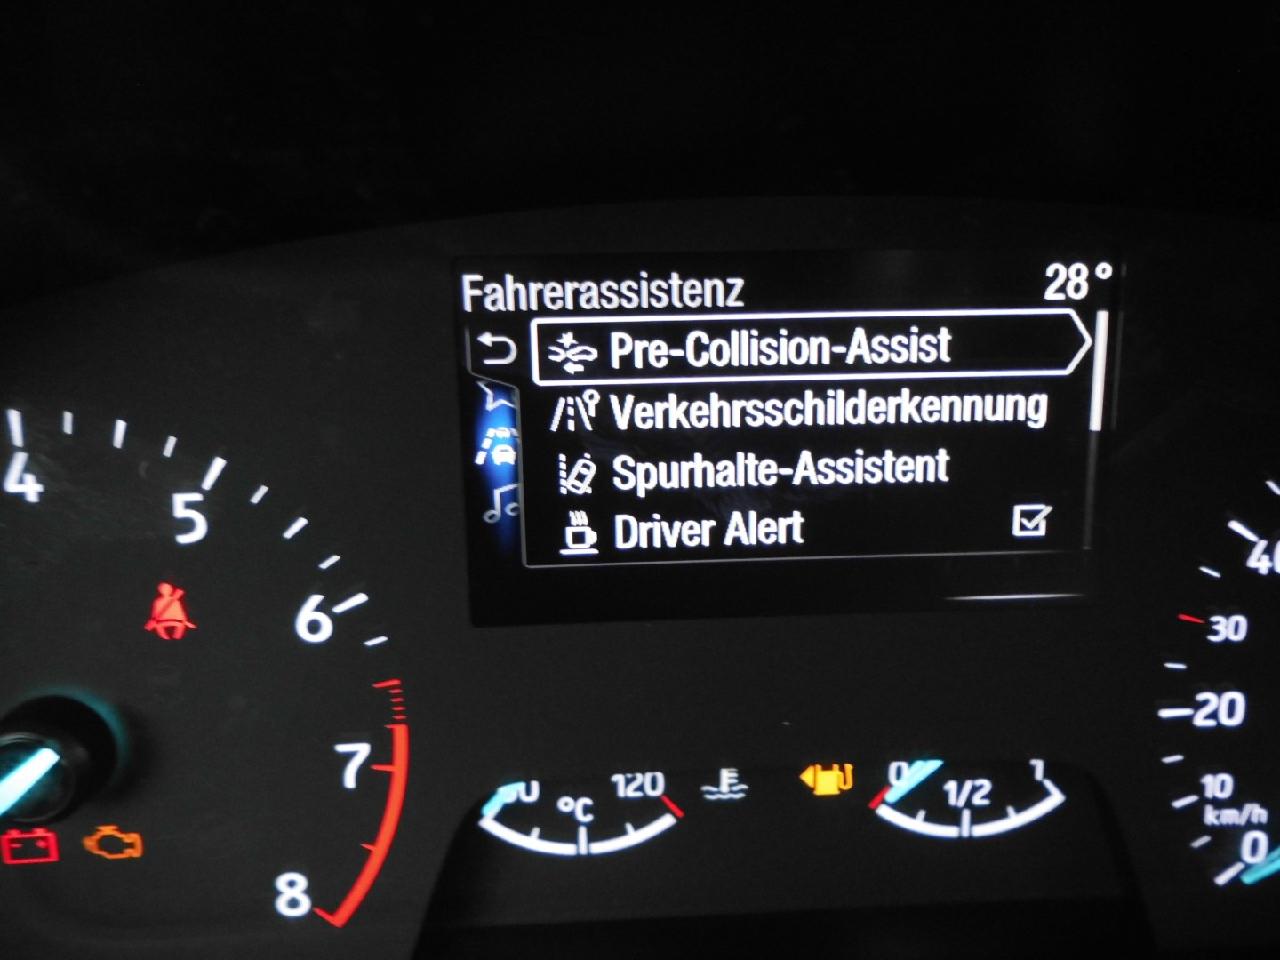 Fahrerassistenz 28°
Pre-Collision-Assist
Verkehrsschilderkennung
Spurhalte-Assistent
Driver Alert
4
5
6
7
8
120
°C
0
1/2
1
30
20
10
km/h
0